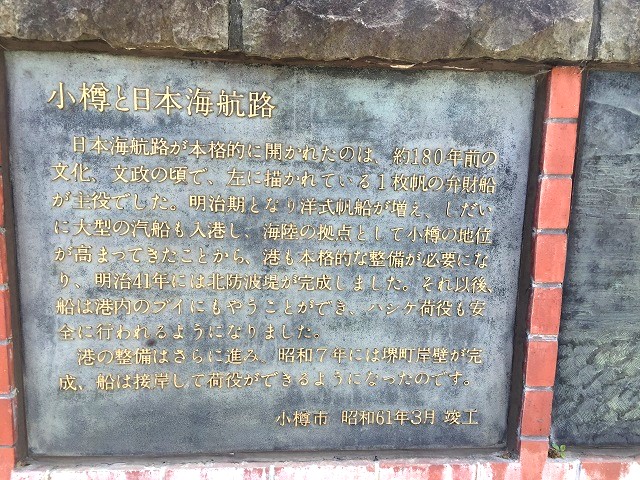 小樽と日本海航路
日本海航路が本格的に開かれたのは、約180年前の
文化、文政の頃で、左に描かれている1枚帆の弁財船
が主役でした。明治期となり洋式帆船が増え、しだい
に大型の汽船も入港し、海陸の拠点として小樽の地位
が高まってきたことから、港も本格的な整備が必要にな
り、明治41年には北防波堤が完成しました。それ以後、
船は港内のブイにもやうことができ、ハシケ荷役も安
全に行われるようになりました。
港の整備はさらに進み、昭和7年には堺町岸壁が完
成、船は接岸して荷役ができるようになったのです。
小樽市 昭和61年3月 竣工